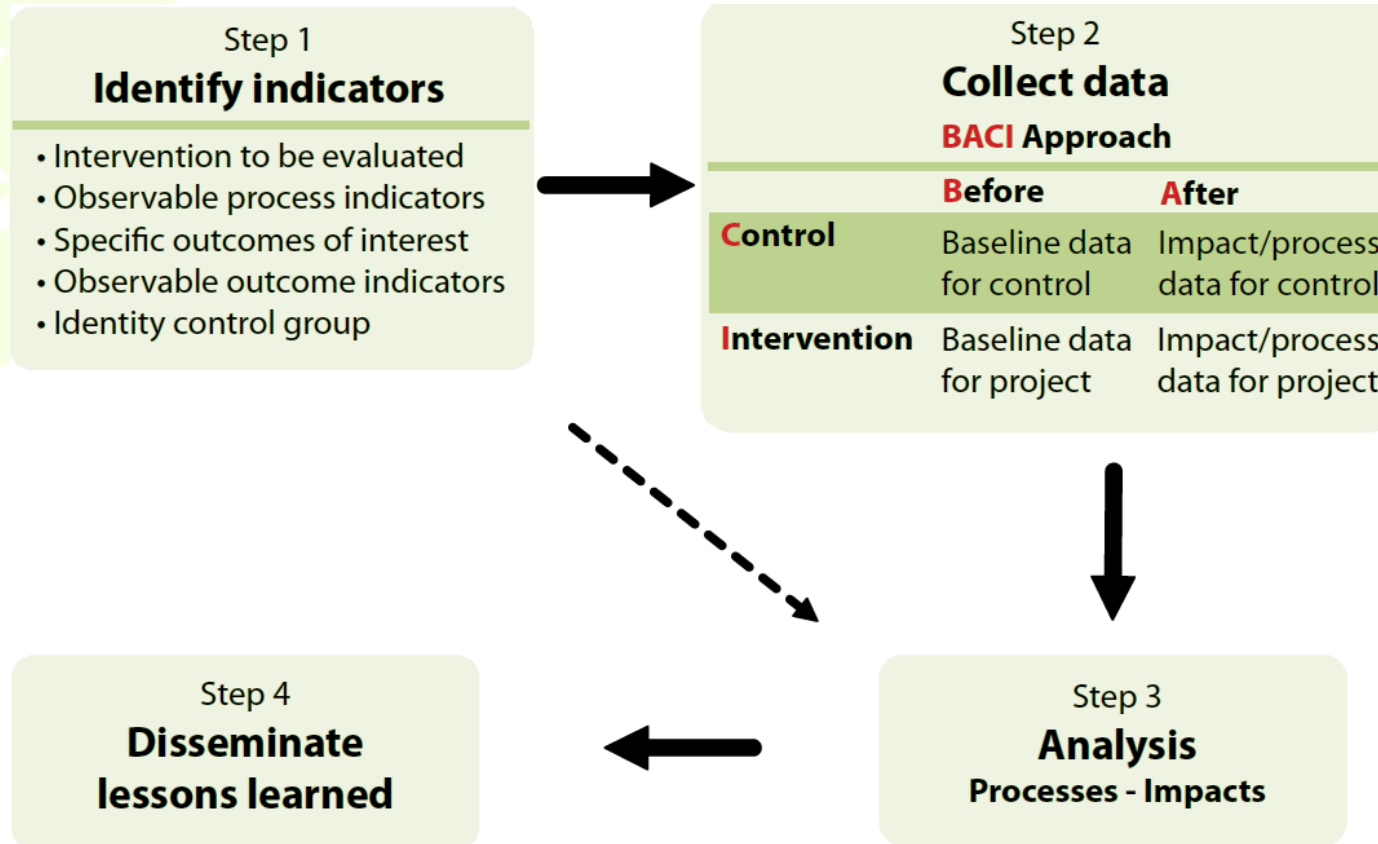 Step 1
Identify indicators
• Intervention to be evaluated
• Observable process indicators
• Specific outcomes of interest
• Observable outcome indicators
• Identity control group
Step 2
Collect data
BACI Approach
Before After
Control Baseline data Impact/process
for control data for control
Intervention Baseline data Impact/process
for project data for project
Step 4
Disseminate
lessons learned
Step 3
Analysis
Processes - Impacts